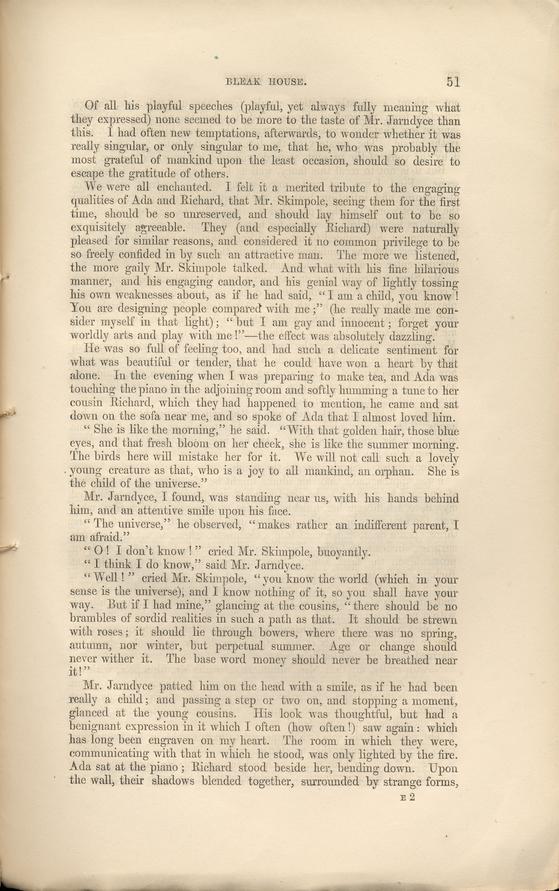 BLEAK HOUSE. 51
Of all his playful speeches (playful, yet always fully meaning what
they expressed) none seemed to be more to the taste of Mr. Jarndyce than
this. I had often new temptations, afterwards, to wonder whether it was
really singular, or only singular to me, that he, who was probably the
most grateful of mankind upon the least occasion, should so desire to
escape the gratitude of others.
We were all enchanted. I felt it a merited tribute to the engaging
qualities of Ada and Richard, that Mr. Skimpole, seeing them for the first
time, should be so unreserved, and should lay himself out to be so
exquisitely agreeable. They (and especially Richard) were naturally
pleased for similar reasons, and considered it no common privilege to be
so freely confided in by such an attractive man. The more we listened,
the more gaily Mr. Skimpole talked. And what with his fine hilarious
manner, and his engaging candor, and his genial way of lightly tossing
his own weaknesses about, as if he had said, “I am a child, you know!
You are designing people compared with me;” (he really made me con-
sider myself in that light); “but I am gay and innocent; forget your
worldly arts and play with me!”—the effect was absolutely dazzling.
He was so full of feeling too, and had such a delicate sentiment for
what was beautiful or tender, that he could have won a heart by that
alone. In the evening when I was preparing to make tea, and Ada was
touching the piano in the adjoining room and softly humming a tune to her
cousin Richard, which they had happened to mention, he came and sat
down on the sofa near me, and so spoke of Ada that I almost loved him.
“She is like the morning,” he said. “With that golden hair, those blue
eyes, and that fresh bloom on her cheek, she is like the summer morning.
The birds here will mistake her for it. We will not call such a lovely
young creature as that, who is a joy to all mankind, an orphan. She is
the child of the universe.”
Mr. Jarndyce, I found, was standing near us, with his hands behind
him, and an attentive smile upon his face.
“The universe,” he observed, “makes rather an indifferent parent, I
am afraid.”
“O! I don't know!” cried Mr. Skimpole, buoyantly.
“I think I do know,” said Mr. Jarndyce.
“Well!” cried Mr. Skimpole, “you know the world (which in your
sense is the universe), and I know nothing of it, so you shall have your
way. But if I had mine,” glancing at the cousins, “there should be no
brambles of sordid realities in such a path as that. It should be strewn
with roses; it should lie through bowers, where there was no spring,
autumn, nor winter, but perpetual summer. Age or change should
never wither it. The base word money should never be breathed near
it!”
Mr. Jarndyce patted him on the head with a smile, as if he had been
really a child; and passing a step or two on, and stopping a moment,
glanced at the young cousins. His look was thoughtful, but had a
benignant expression in it which I often (how often!) saw again: which
has long been engraven on my heart. The room in which they were,
communicating with that in which he stood, was only lighted by the fire.
Ada sat at the piano; Richard stood beside her, bending down. Upon
the wall, their shadows blended together, surrounded by strange forms,
E 2